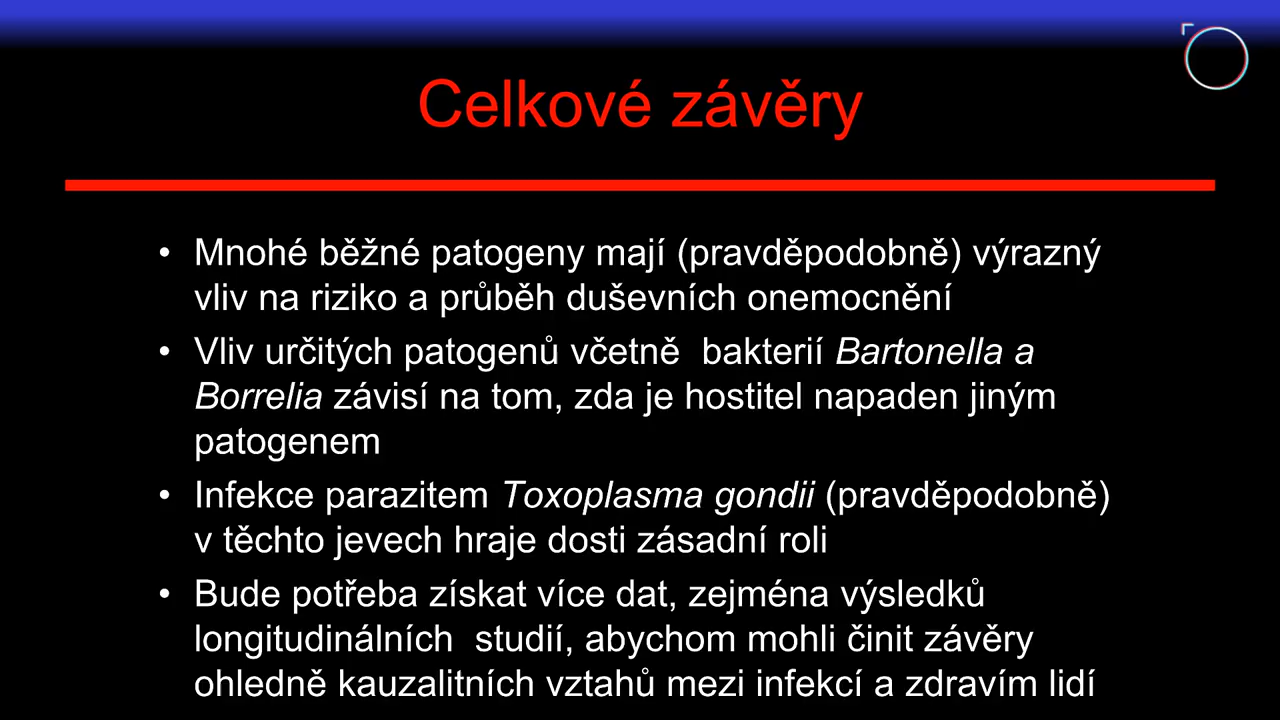 Celkové závěry
• Mnohé běžné patogeny mají (pravděpodobně) výrazný
vliv na riziko a průběh duševních onemocnění
• Vliv určitých patogenů včetně  bakterií Bartonella a
Borrelia závisí na tom, zda je hostitel napaden jiným
patogenem
• Infekce parazitem Toxoplasma gondii (pravděpodobně)
v těchto jevech hraje dosti zásadní roli
• Bude potřeba získat více dat, zejména výsledků
longitudinálních  studií, abychom mohli činit závěry
ohledně kauzalitních vztahů mezi infekcí a zdravím lidí